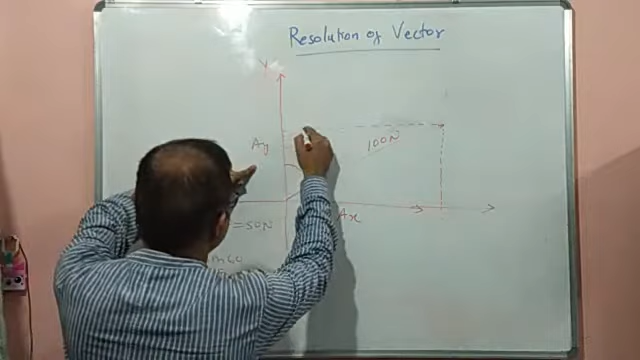 Resolution of Vector
Y
Ay
100N
Ax
=50N